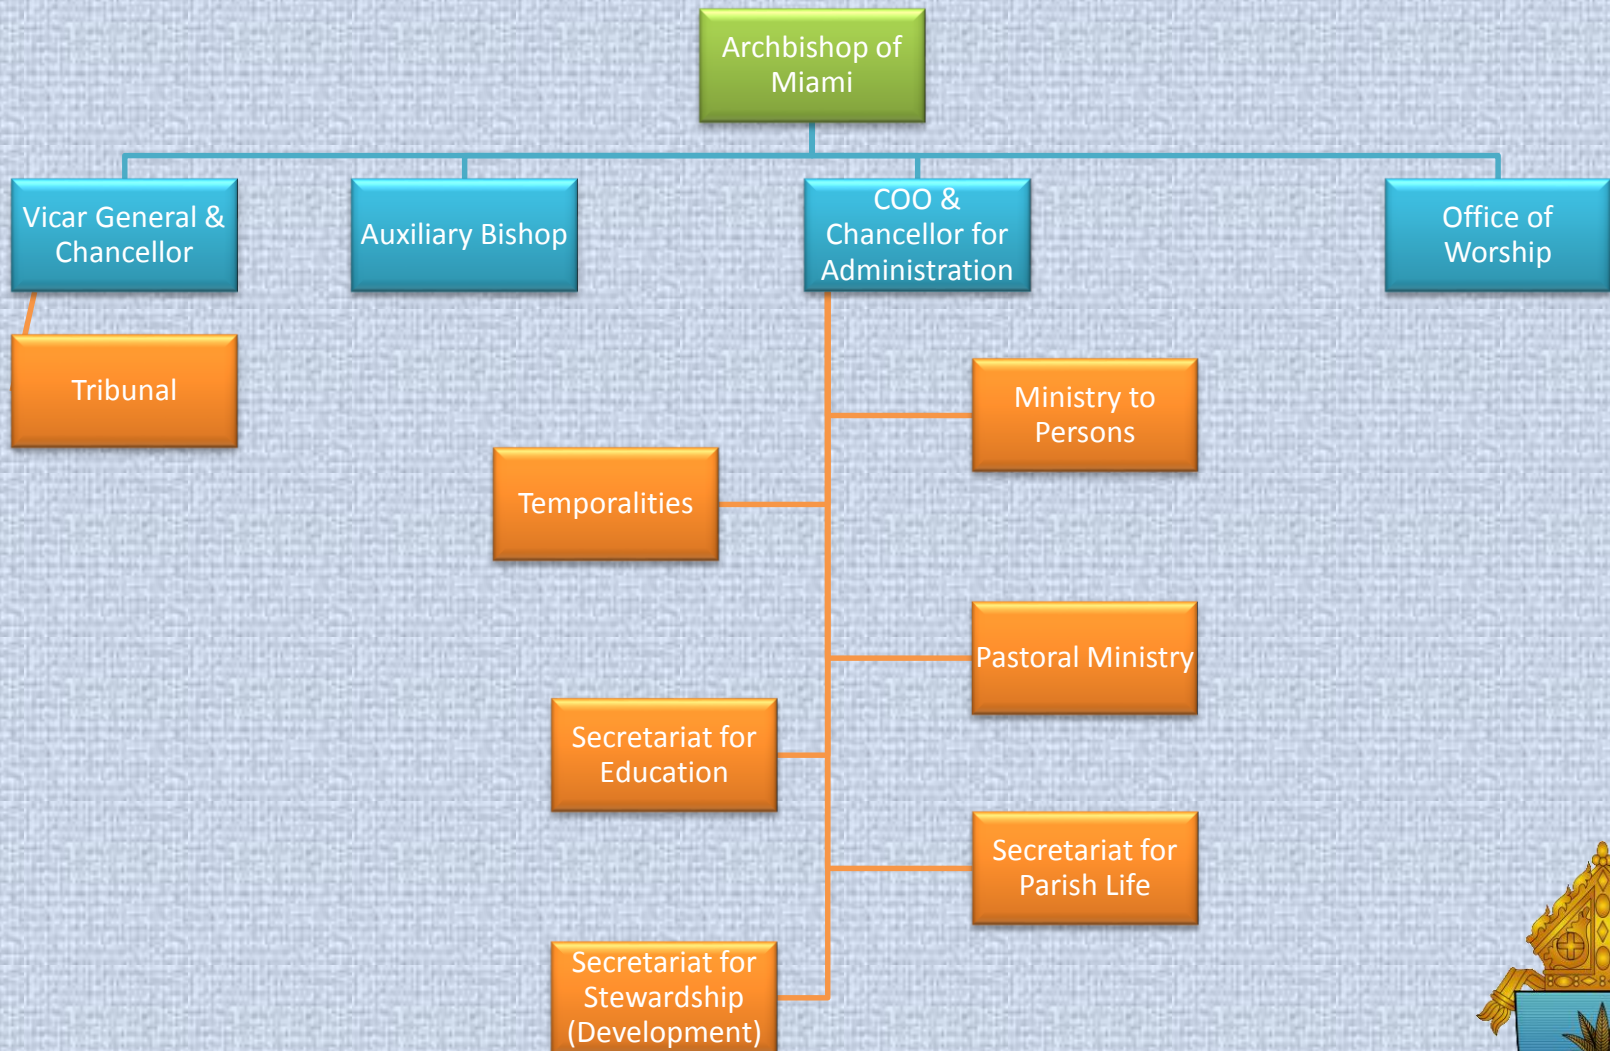 Archbishop of
Miami
Vicar General &
Chancellor
Auxiliary Bishop
COO &
Chancellor for
Administration
Office of
Worship
Tribunal
Ministry to
Persons
Temporalities
Pastoral Ministry
Secretariat for
Education
Secretariat for
Parish Life
Secretariat for
Stewardship
(Development)